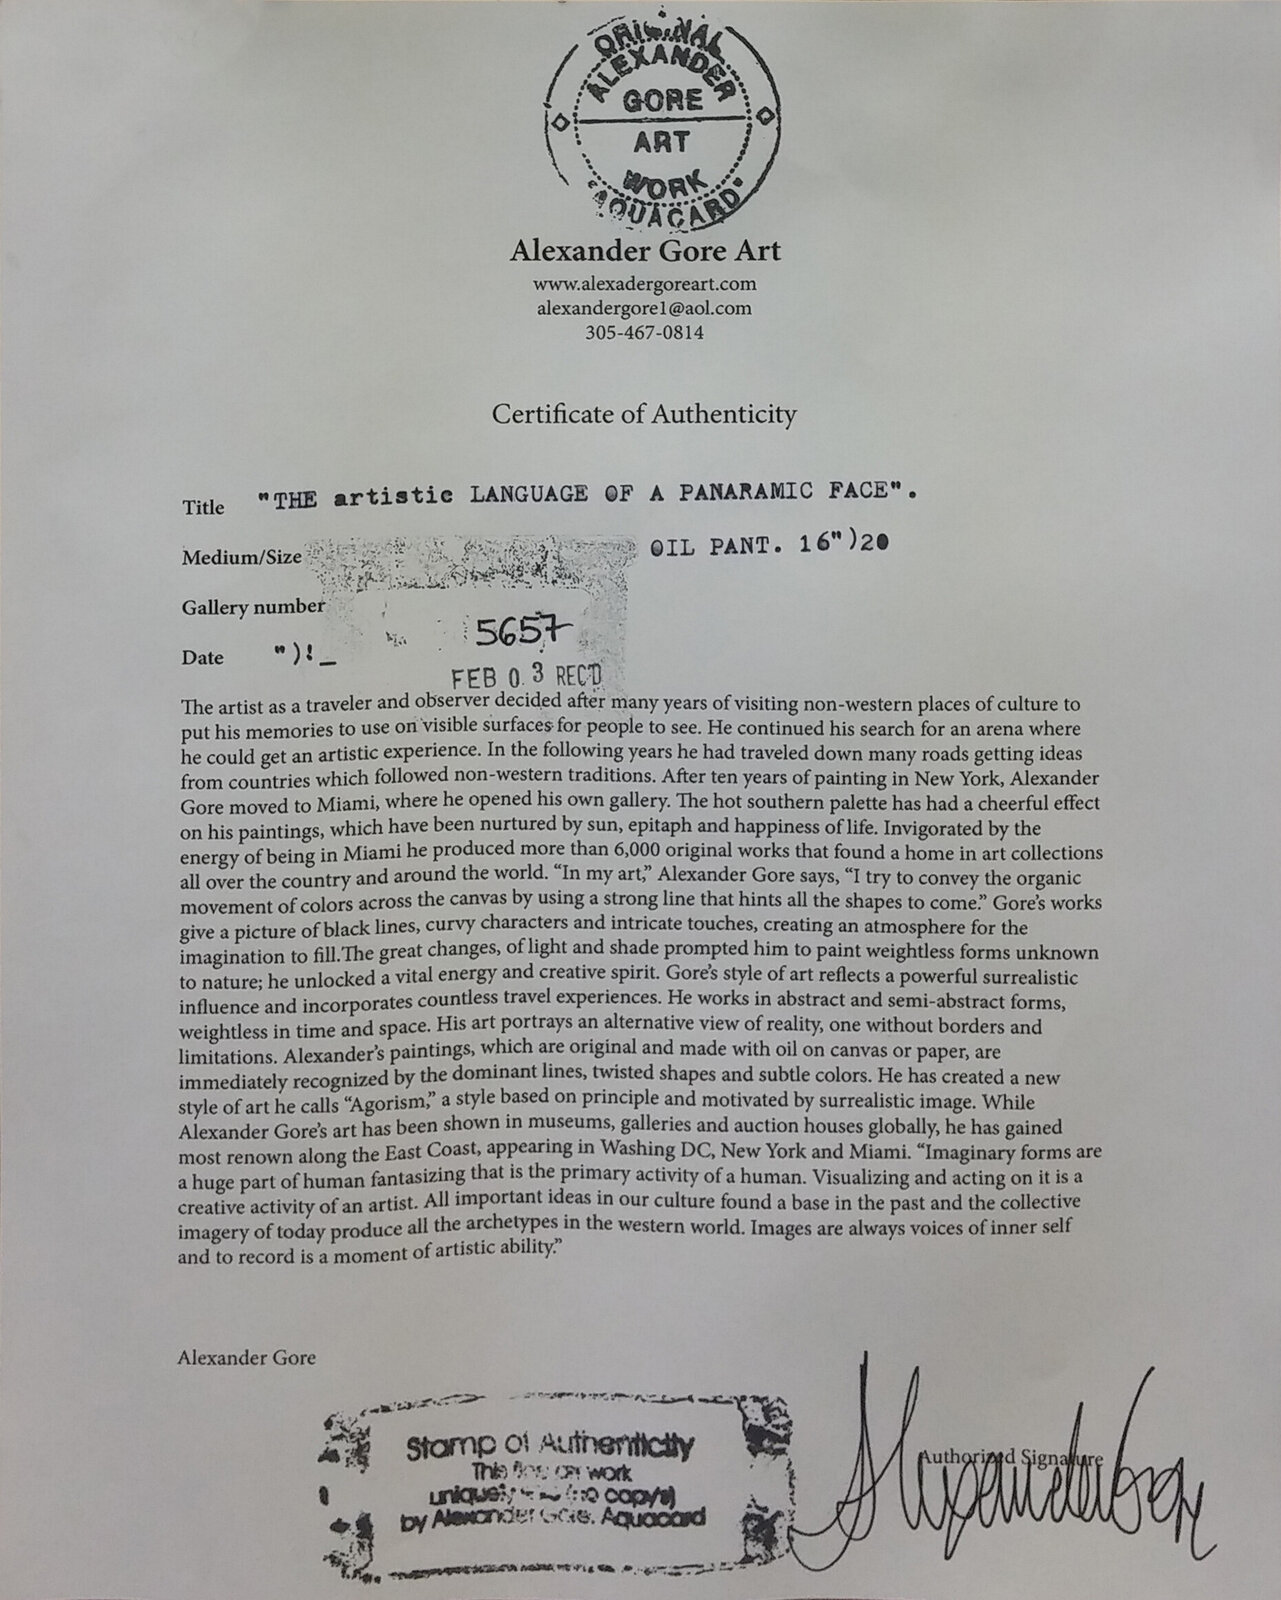 ORIGINAL
ALEXANDER
GORE
ART
WORK
"AQUACARD"
Alexander Gore Art
www.alexadergoreart.com
alexandergore1@aol.com
305-467-0814
Certificate of Authenticity
Title "THE artistic LANGUAGE OF A PANARAMIC FACE".
Medium/Size OIL PANT. 16")20
Gallery number 5657
Date ")!_
FEB 0 3 REC'D
The artist as a traveler and observer decided after many years of visiting non-western places of culture to
put his memories to use on visible surfaces for people to see. He continued his search for an arena where
he could get an artistic experience. In the following years he had traveled down many roads getting ideas
from countries which followed non-western traditions. After ten years of painting in New York, Alexander
Gore moved to Miami, where he opened his own gallery. The hot southern palette has had a cheerful effect
on his paintings, which have been nurtured by sun, epitaph and happiness of life. Invigorated by the
energy of being in Miami he produced more than 6,000 original works that found a home in art collections
all over the country and around the world. “In my art,” Alexander Gore says, “I try to convey the organic
movement of colors across the canvas by using a strong line that hints all the shapes to come.” Gore’s works
give a picture of black lines, curvy characters and intricate touches, creating an atmosphere for the
imagination to fill.The great changes, of light and shade prompted him to paint weightless forms unknown
to nature; he unlocked a vital energy and creative spirit. Gore’s style of art reflects a powerful surrealistic
influence and incorporates countless travel experiences. He works in abstract and semi-abstract forms,
weightless in time and space. His art portrays an alternative view of reality, one without borders and
limitations. Alexander’s paintings, which are original and made with oil on canvas or paper, are
immediately recognized by the dominant lines, twisted shapes and subtle colors. He has created a new
style of art he calls “Agorism,” a style based on principle and motivated by surrealistic image. While
Alexander Gore’s art has been shown in museums, galleries and auction houses globally, he has gained
most renown along the East Coast, appearing in Washing DC, New York and Miami. “Imaginary forms are
a huge part of human fantasizing that is the primary activity of a human. Visualizing and acting on it is a
creative activity of an artist. All important ideas in our culture found a base in the past and the collective
imagery of today produce all the archetypes in the western world. Images are always voices of inner self
and to record is a moment of artistic ability.”
Alexander Gore
Stamp of Authenticity
This work
uniquely (no copy/s)
by Alexander Gore. Aquacard
Authorized Signature
Alexander Gore